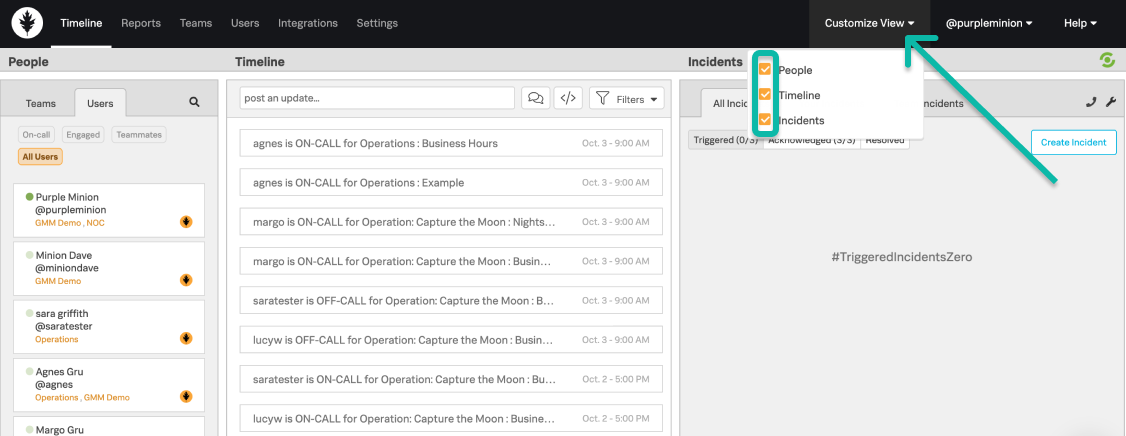 Timeline Reports Teams Users Integrations Settings Customize View @purpleminion Help
People
Teams Users
On-call Engaged Teammates
All Users
Purple Minion
@purpleminion
GMM Demo , NOC
Minion Dave
@miniondave
GMM Demo
sara griffith
@saratester
Operations
Agnes Gru
@agnes
Operations , GMM Demo
Margo Gru
Timeline
post an update... </> Filters
agnes is ON-CALL for Operations : Business Hours Oct. 3 - 9:00 AM
agnes is ON-CALL for Operations : Example Oct. 3 - 9:00 AM
margo is ON-CALL for Operation: Capture the Moon : Nights... Oct. 3 - 9:00 AM
margo is ON-CALL for Operation: Capture the Moon : Busin... Oct. 3 - 9:00 AM
saratester is OFF-CALL for Operation: Capture the Moon : B... Oct. 3 - 9:00 AM
lucyw is OFF-CALL for Operation: Capture the Moon : Busin... Oct. 3 - 9:00 AM
saratester is ON-CALL for Operation: Capture the Moon : Bu... Oct. 2 - 5:00 PM
lucyw is ON-CALL for Operation: Capture the Moon : Busine... Oct. 2 - 5:00 PM
Incidents
People
Timeline
Incidents
All Inci ncidents
Triggered (0/3) Acknowledged (3/3) Resolved
Create Incident
#TriggeredIncidentsZero